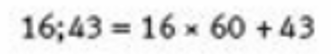 16;43 = 16 × 60 + 43